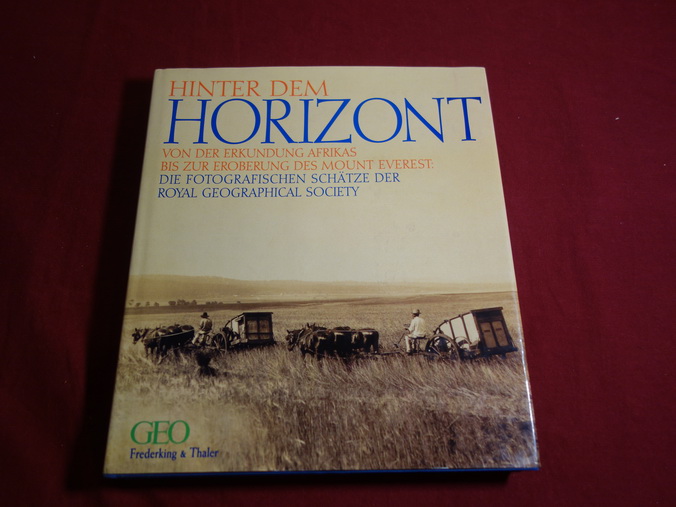 HINTER DEM
HORIZONT
VON DER ERKUNDUNG AFRIKAS
BIS ZUR EROBERUNG DES MOUNT EVEREST:
DIE FOTOGRAFISCHEN SCHÄTZE DER
ROYAL GEOGRAPHICAL SOCIETY
GEO
Frederking & Thaler